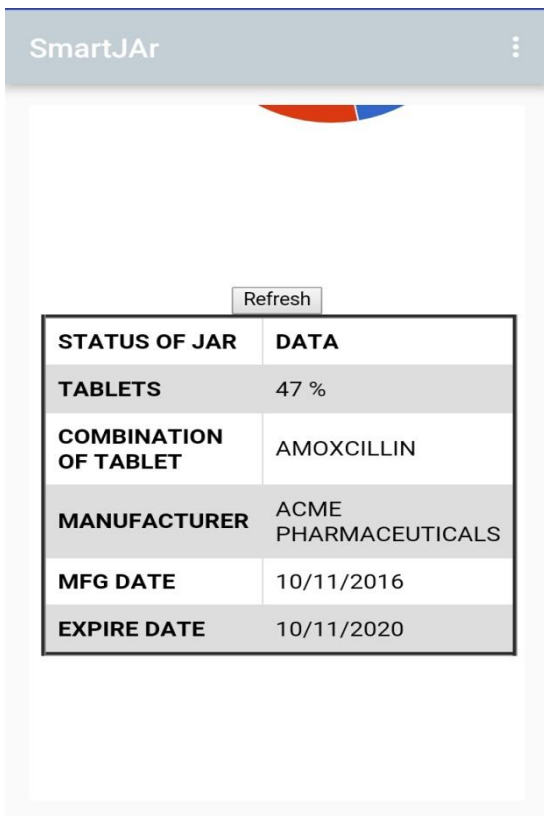 SmartJAr
Refresh
STATUS OF JAR DATA
TABLETS 47 %
COMBINATION
OF TABLET AMOXCILLIN
MANUFACTURER ACME
PHARMACEUTICALS
MFG DATE 10/11/2016
EXPIRE DATE 10/11/2020